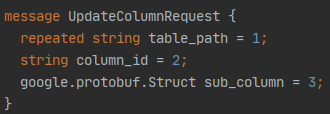 message UpdateColumnRequest {
  repeated string table_path = 1;
  string column_id = 2;
  google.protobuf.Struct sub_column = 3;
}